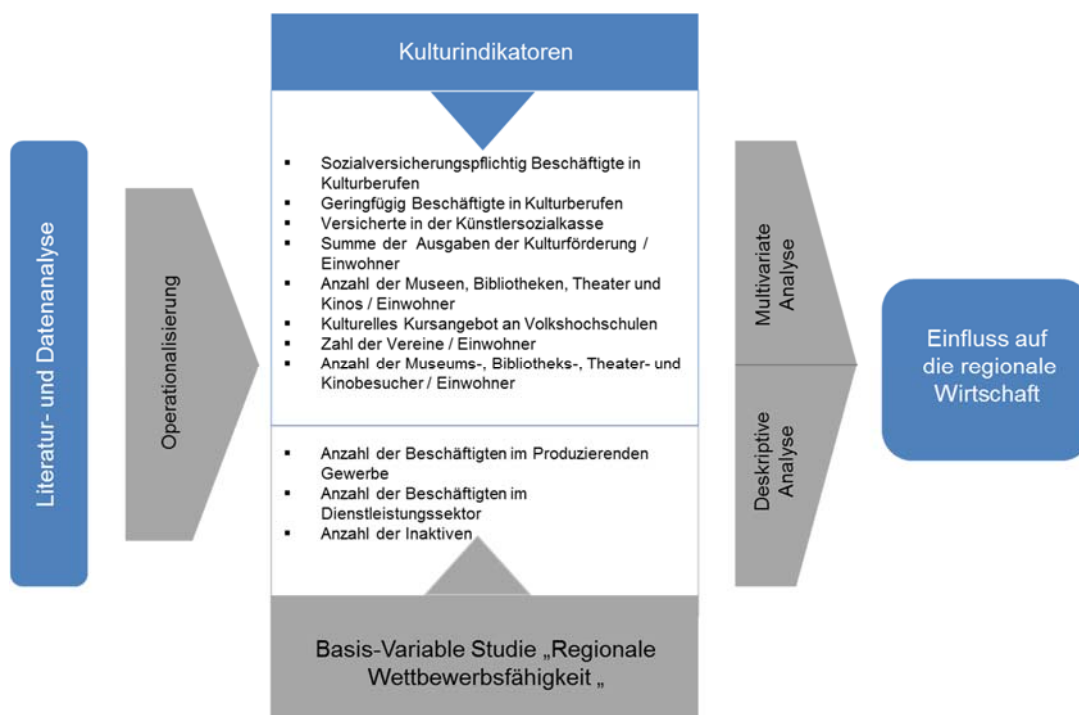 Kulturindikatoren
Literatur- und Datenanalyse
Operationalisierung
▪ Sozialversicherungspflichtig Beschäftigte in
Kulturberufen
▪ Geringfügig Beschäftigte in Kulturberufen
▪ Versicherte in der Künstlersozialkasse
▪ Summe der Ausgaben der Kulturförderung /
Einwohner
▪ Anzahl der Museen, Bibliotheken, Theater und
Kinos / Einwohner
▪ Kulturelles Kursangebot an Volkshochschulen
▪ Zahl der Vereine / Einwohner
▪ Anzahl der Museums-, Bibliotheks-, Theater- und
Kinobesucher / Einwohner
▪ Anzahl der Beschäftigten im Produzierenden
Gewerbe
▪ Anzahl der Beschäftigten im
Dienstleistungssektor
▪ Anzahl der Inaktiven
Basis-Variable Studie „Regionale
Wettbewerbsfähigkeit „
Multivariate
Analyse
Deskriptive
Analyse
Einfluss auf
die regionale
Wirtschaft